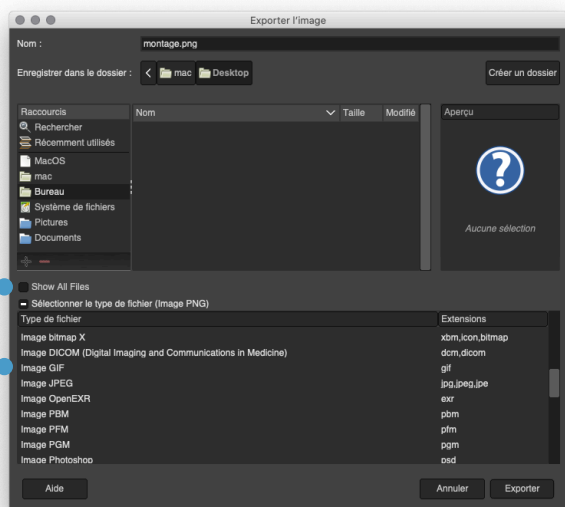 Exporter l'image
Nom :
montage.png
Enregistrer dans le dossier :
mac
Desktop
Créer un dossier
Raccourcis
Nom
Taille
Modifié
Aperçu
Rechercher
Récemment utilisés
MacOS
mac
Bureau
Système de fichiers
Pictures
Documents
Aucune sélection
Show All Files
Sélectionner le type de fichier (Image PNG)
Type de fichier
Extensions
Image bitmap X
xbm,icon,bitmap
Image DICOM (Digital Imaging and Communications in Medicine)
dcm,dicom
Image GIF
gif
Image JPEG
jpg,jpeg,jpe
Image OpenEXR
exr
Image PBM
pbm
Image PFM
pfm
Image PGM
pgm
Image Photoshop
psd
Aide
Annuler
Exporter